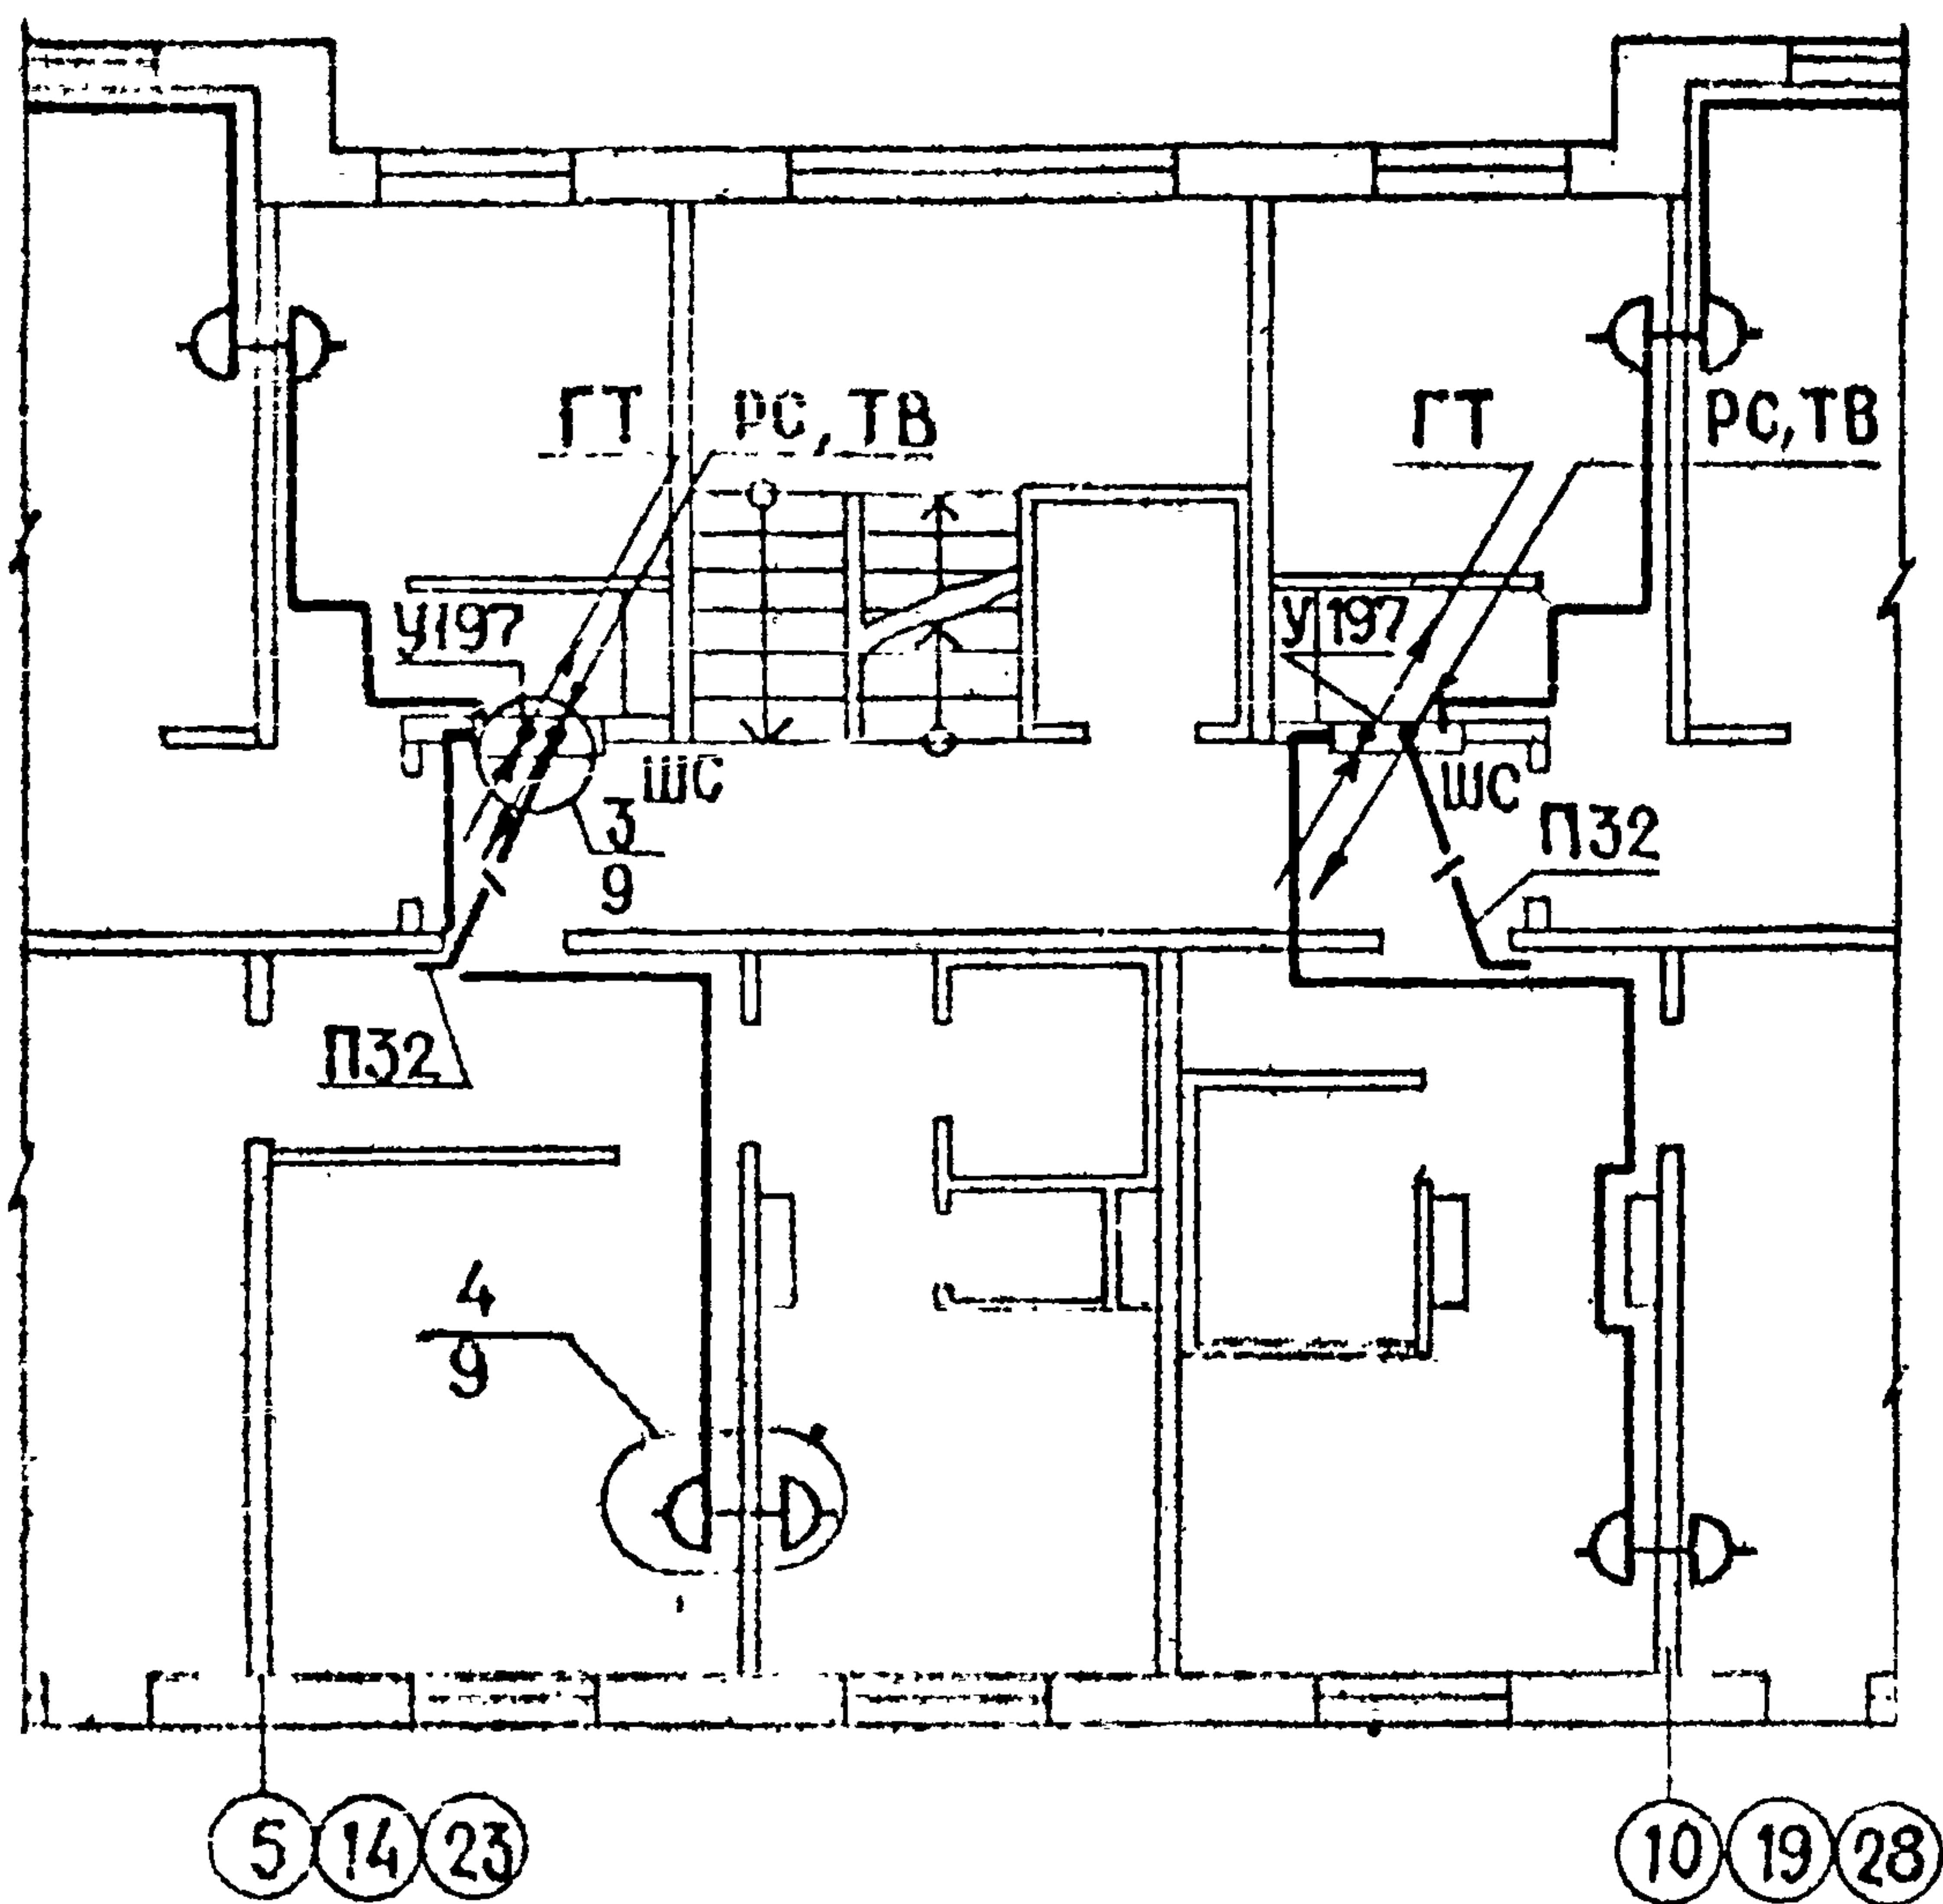 ГТ РС, ТВ ГТ РС, ТВ
У197 У197
ШС ШС
3
9
П32
П32
4
9
5 14 23 10 19 28